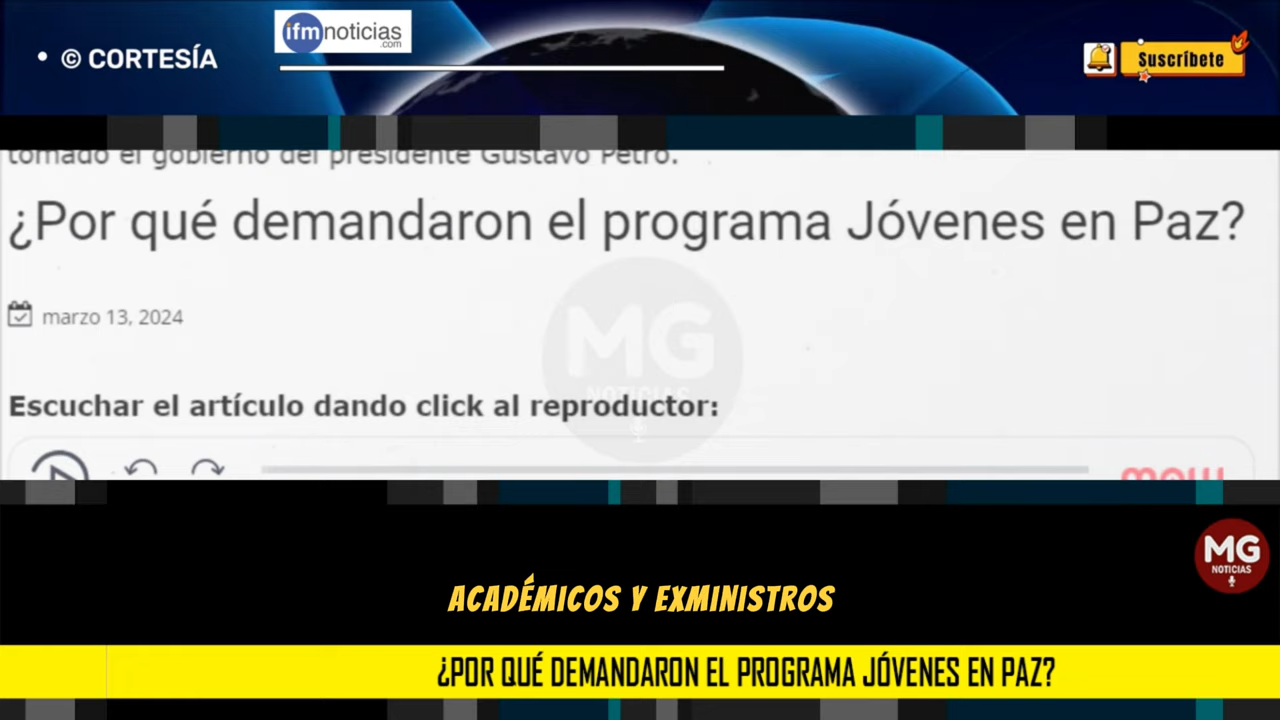 • © CORTESÍA
ifmnoticias
.com
Suscríbete
tomado el gobierno del presidente Gustavo Petro.
¿Por qué demandaron el programa Jóvenes en Paz?
marzo 13, 2024
MG
NOTICIAS
Escuchar el artículo dando click al reproductor:
MG
NOTICIAS
ACADÉMICOS Y EXMINISTROS
¿POR QUÉ DEMANDARON EL PROGRAMA JÓVENES EN PAZ?